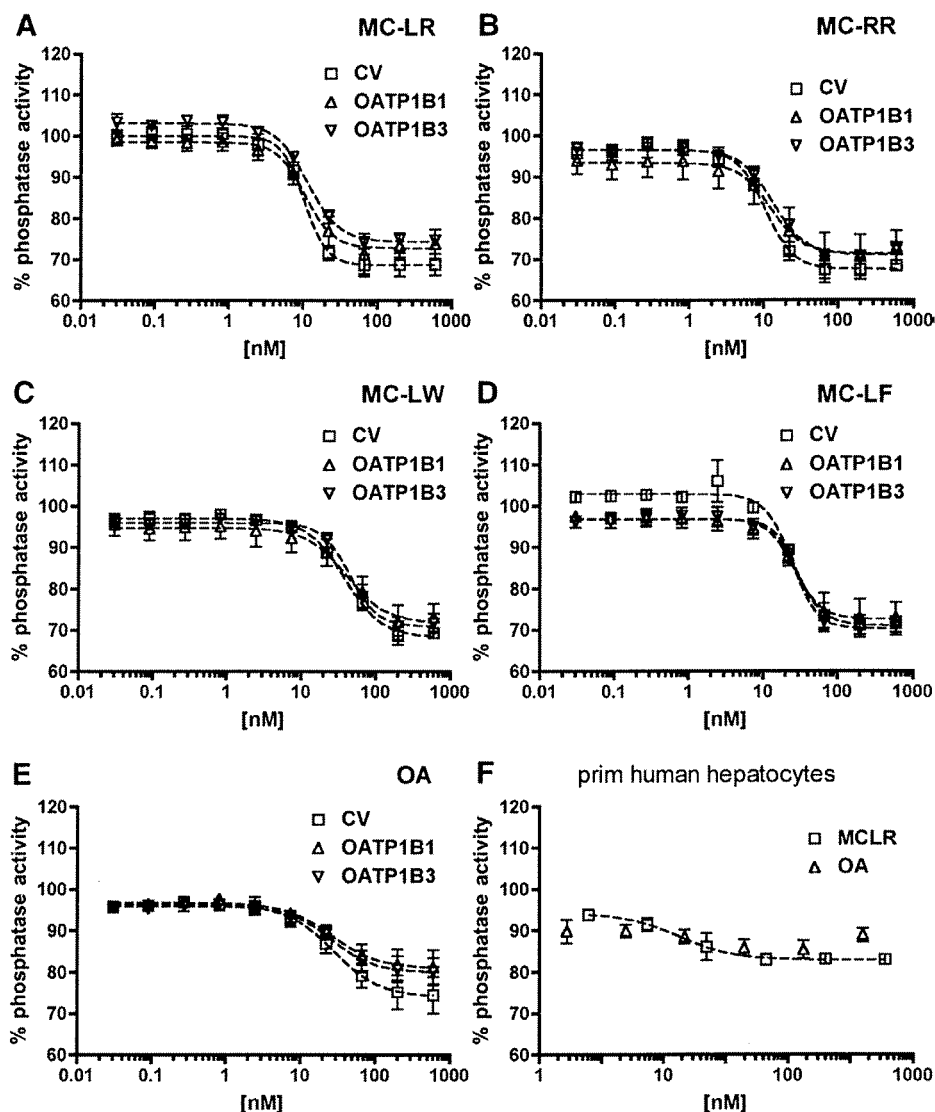 A
MC-LR
% phosphatase activity
120
110
100
90
80
70
60
CV
OATP1B1
OATP1B3
0.01 0.1 1 10 100 1000
[nM]
B
MC-RR
% phosphatase activity
120
110
100
90
80
70
60
CV
OATP1B1
OATP1B3
0.01 0.1 1 10 100 1000
[nM]
C
MC-LW
% phosphatase activity
120
110
100
90
80
70
60
CV
OATP1B1
OATP1B3
0.01 0.1 1 10 100 1000
[nM]
D
MC-LF
% phosphatase activity
120
110
100
90
80
70
60
CV
OATP1B1
OATP1B3
0.01 0.1 1 10 100 1000
[nM]
E
OA
% phosphatase activity
120
110
100
90
80
70
60
CV
OATP1B1
OATP1B3
0.01 0.1 1 10 100 1000
[nM]
F
prim human hepatocytes
% phosphatase activity
120
110
100
90
80
70
60
MCLR
OA
1 10 100 1000
[nM]